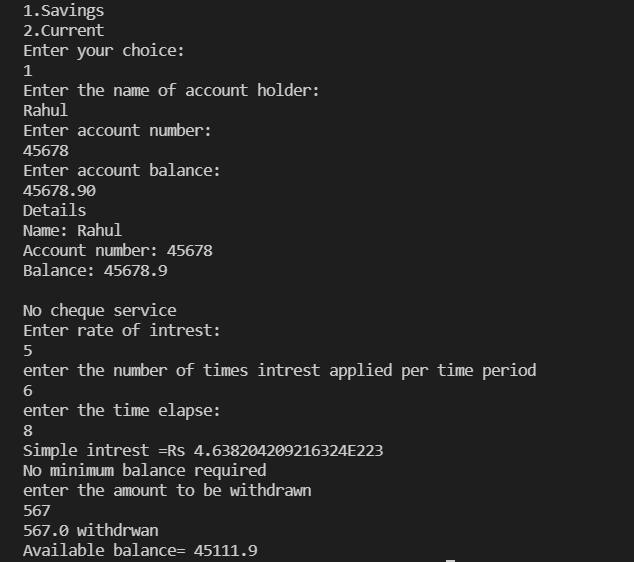 1.Savings
2.Current
Enter your choice:
1
Enter the name of account holder:
Rahul
Enter account number:
45678
Enter account balance:
45678.90
Details
Name: Rahul
Account number: 45678
Balance: 45678.9
No cheque service
Enter rate of intrest:
5
enter the number of times intrest applied per time period
6
enter the time elapse:
8
Simple intrest =Rs 4.638204209216324E223
No minimum balance required
enter the amount to be withdrawn
567
567.0 withdrwan
Available balance= 45111.9